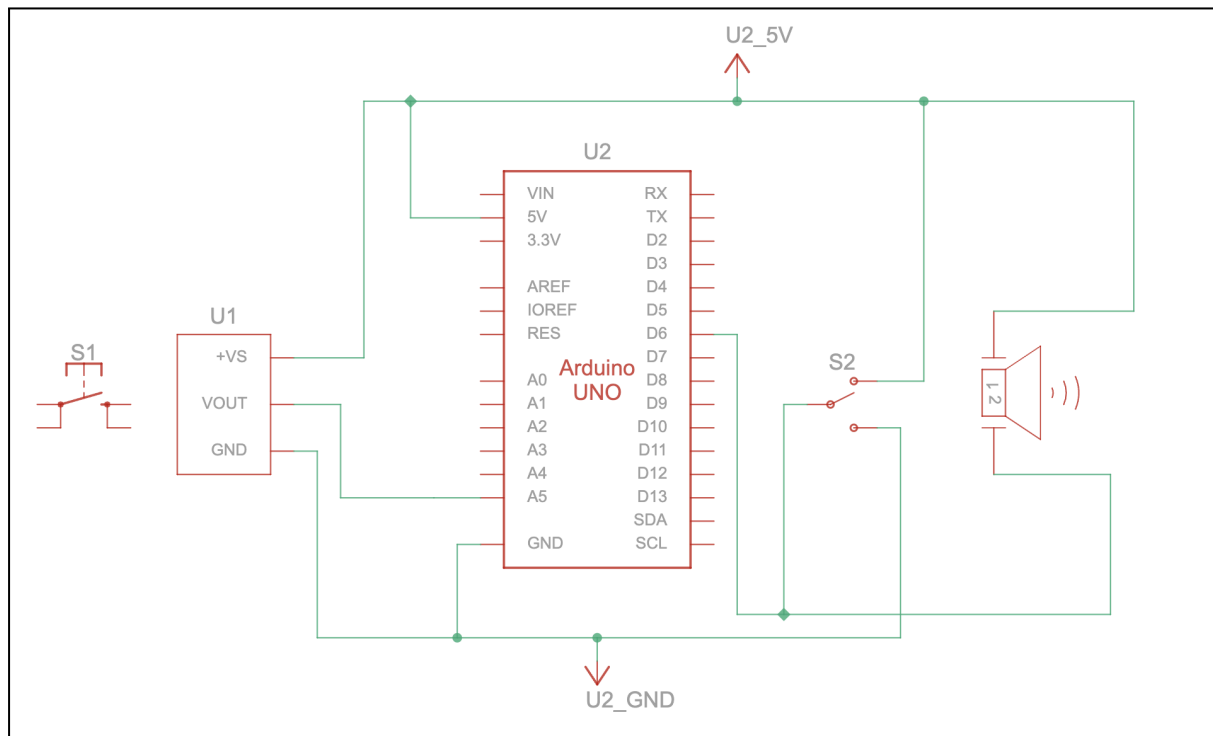 U2_5V
U2
VIN RX
5V TX
3.3V D2
D3
AREF D4
IOREF D5
RES D6
D7
Arduino
UNO
A0 D8
A1 D9
A2 D10
A3 D11
A4 D12
A5 D13
SDA
GND SCL
S1
U1
+VS
VOUT
GND
S2
1 2
U2_GND